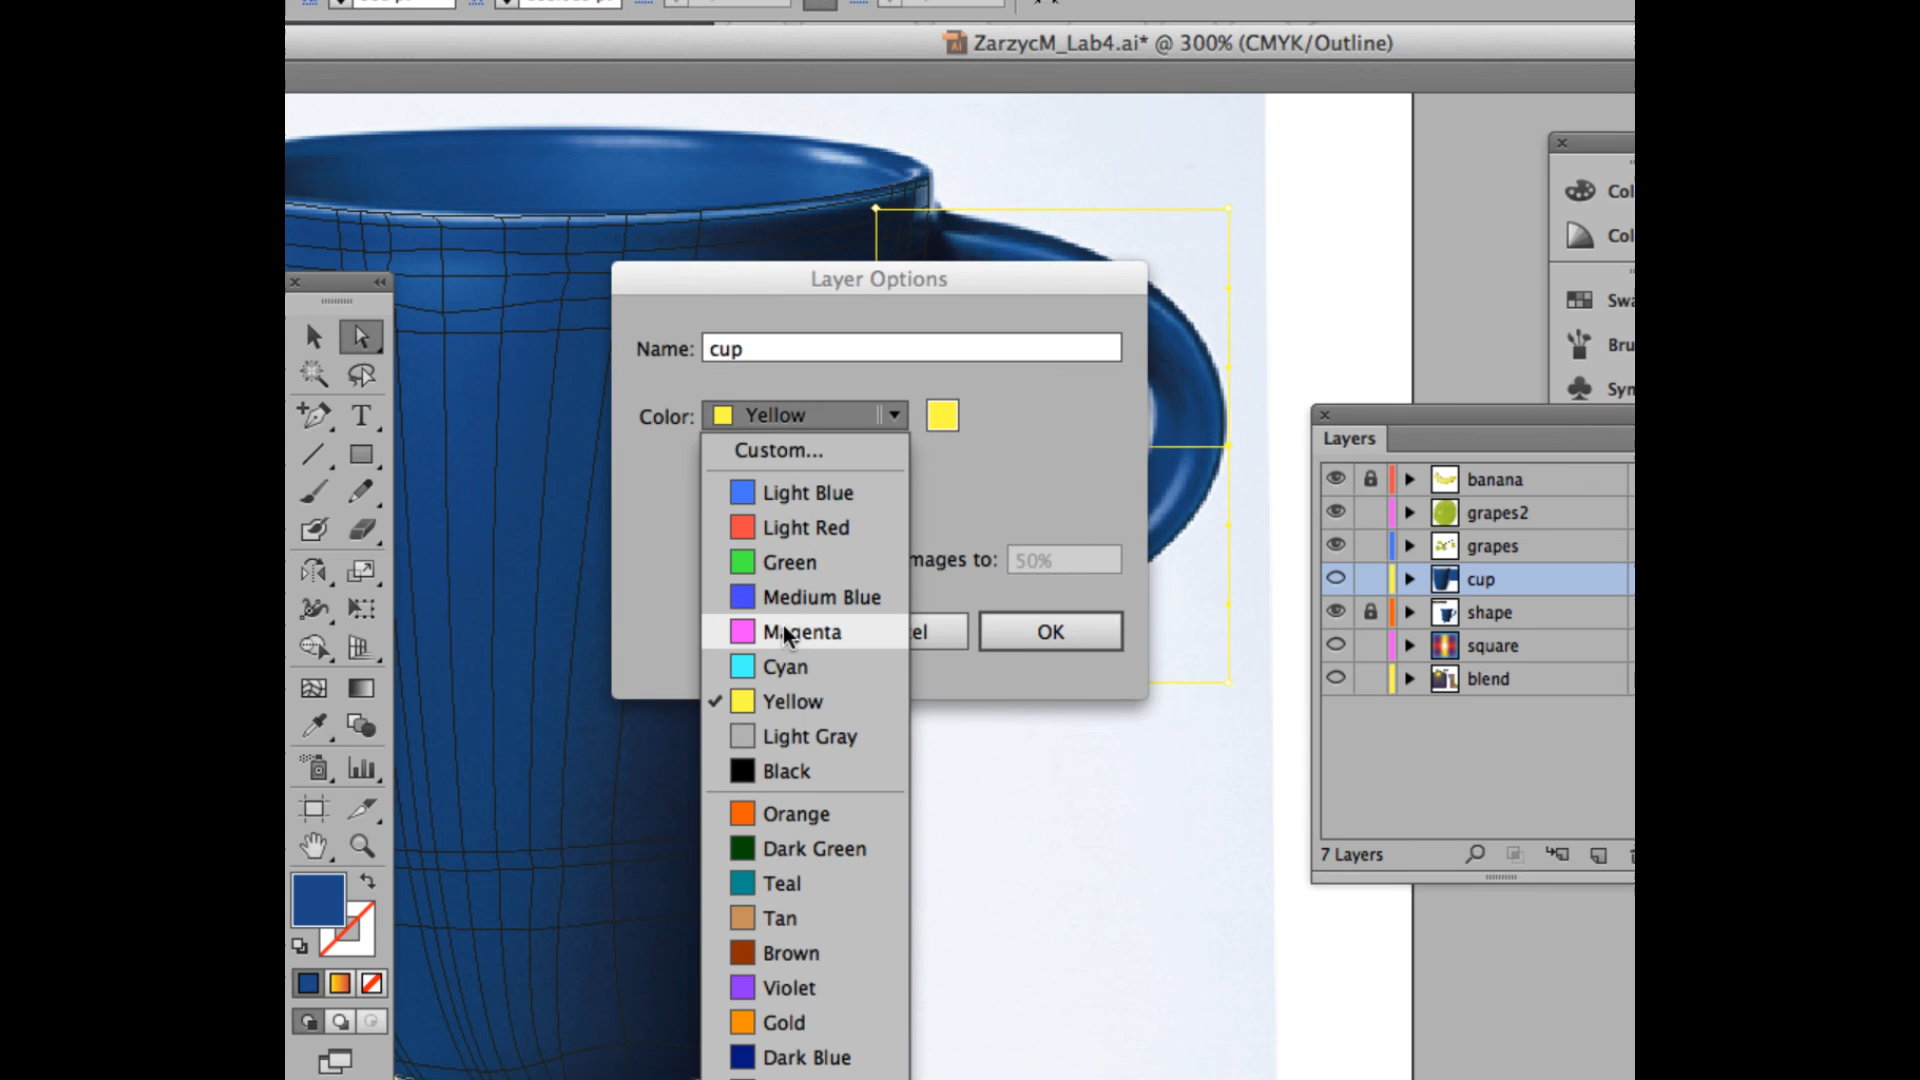 ZarzycM_Lab4.ai* @ 300% (CMYK/Outline)
Layer Options
Name: cup
Color: Yellow
Custom...
Light Blue
Light Red
Green
Medium Blue
Magenta
Cyan
Yellow
Light Gray
Black
Orange
Dark Green
Teal
Tan
Brown
Violet
Gold
Dark Blue
mages to: 50%
el
OK
Col
Col
Swa
Bru
Sym
Layers
banana
grapes2
grapes
cup
shape
square
blend
7 Layers
T
Ai